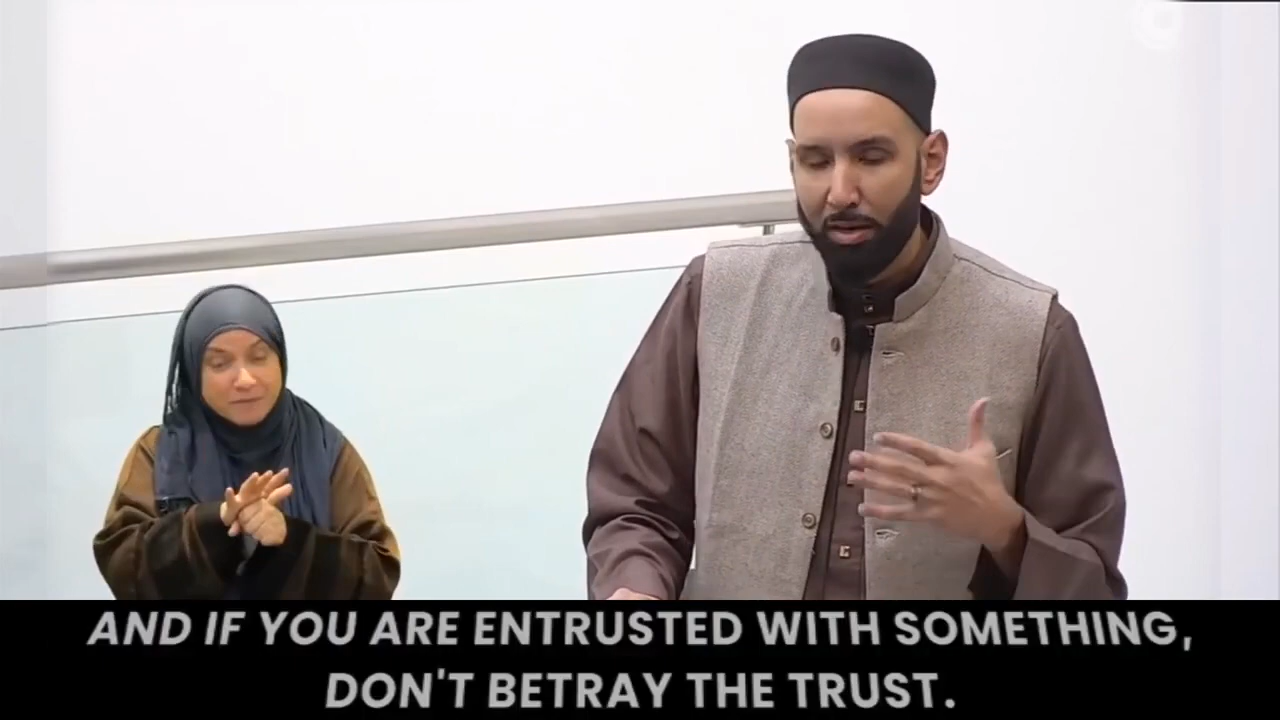 AND IF YOU ARE ENTRUSTED WITH SOMETHING,
DON'T BETRAY THE TRUST.